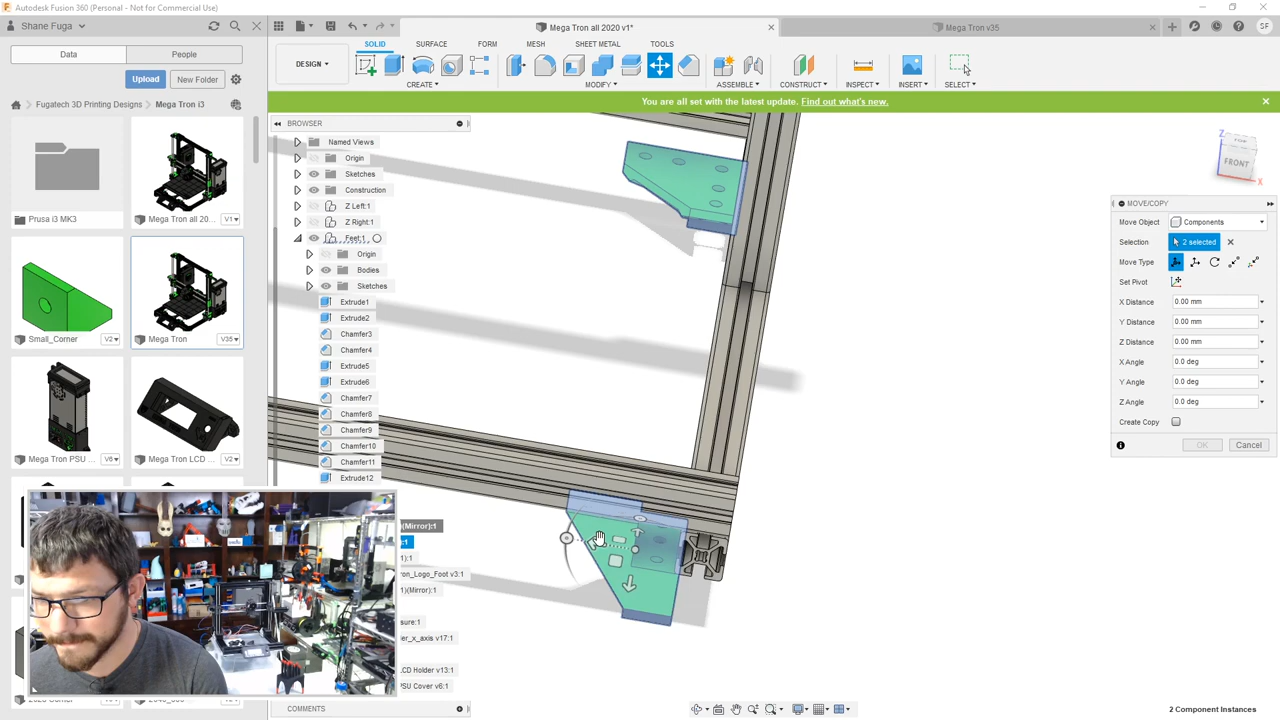 Autodesk Fusion 360 (Personal - Not for Commercial Use)
Shane Fuga
Mega Tron all 2020 v1*
Mega Tron v35
SF
Data
People
Upload
New Folder
Fugatech 3D Printing Designs
Mega Tron i3
DESIGN
SOLID
SURFACE
FORM
MESH
SHEET METAL
TOOLS
CREATE
MODIFY
ASSEMBLE
CONSTRUCT
INSPECT
INSERT
SELECT
You are all set with the latest update. Find out what's new.
BROWSER
Named Views
Origin
Sketches
Construction
Z Left:1
Z Right:1
Feet:1
Origin
Bodies
Sketches
Extrude1
Extrude2
Chamfer3
Chamfer4
Extrude5
Extrude6
Chamfer7
Chamfer8
Chamfer9
Chamfer10
Chamfer11
Extrude12
(Mirror):1
:1
1):1
ron_Logo_Foot v3:1
1)(Mirror):1
sure:1
er_x_axis v17:1
LCD Holder v13:1
PSU Cover v6:1
Prusa i3 MK3
Mega Tron all 20...
V1
Small_Corner
V2
Mega Tron
V35
Mega Tron PSU ...
V6
Mega Tron LCD ...
V2
Z
TOP
FRONT
X
MOVE/COPY
Move Object
Components
Selection
2 selected
Move Type
Set Pivot
X Distance
0.00 mm
Y Distance
0.00 mm
Z Distance
0.00 mm
X Angle
0.0 deg
Y Angle
0.0 deg
Z Angle
0.0 deg
Create Copy
OK
Cancel
COMMENTS
2 Component Instances